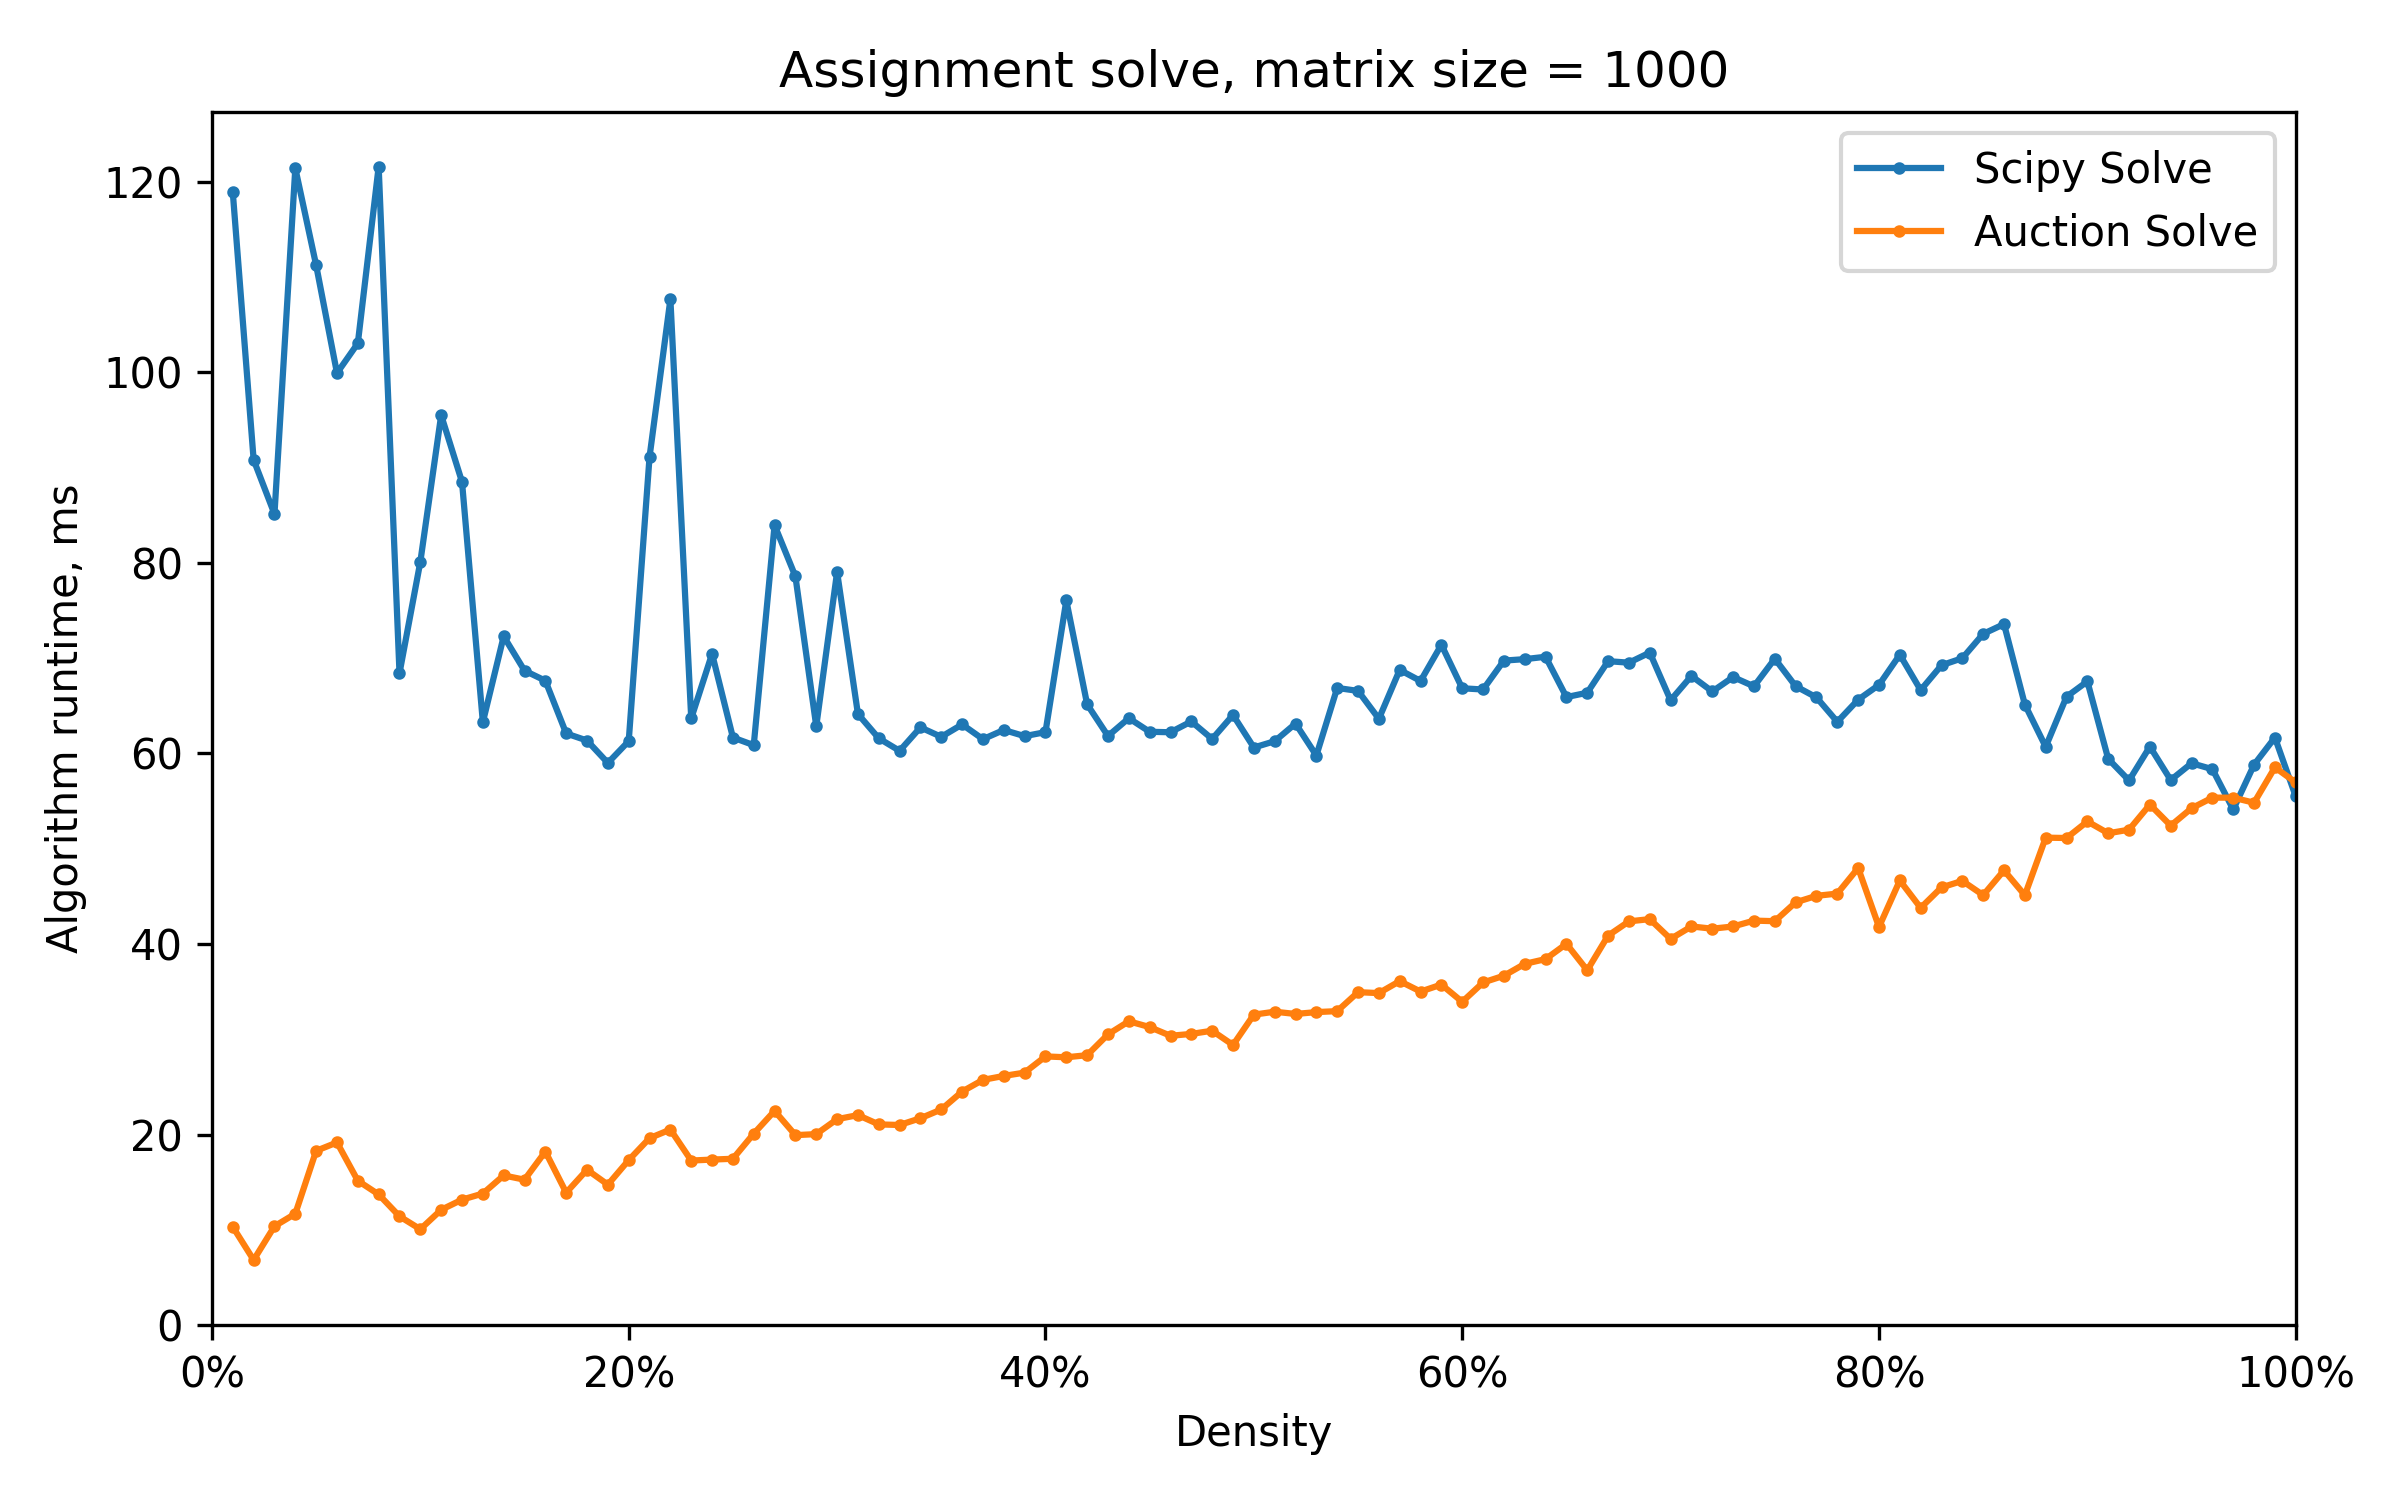 Assignment solve, matrix size = 1000
Scipy Solve
Auction Solve
Algorithm runtime, ms
120
100
80
60
40
20
0
0% 20% 40% 60% 80% 100%
Density